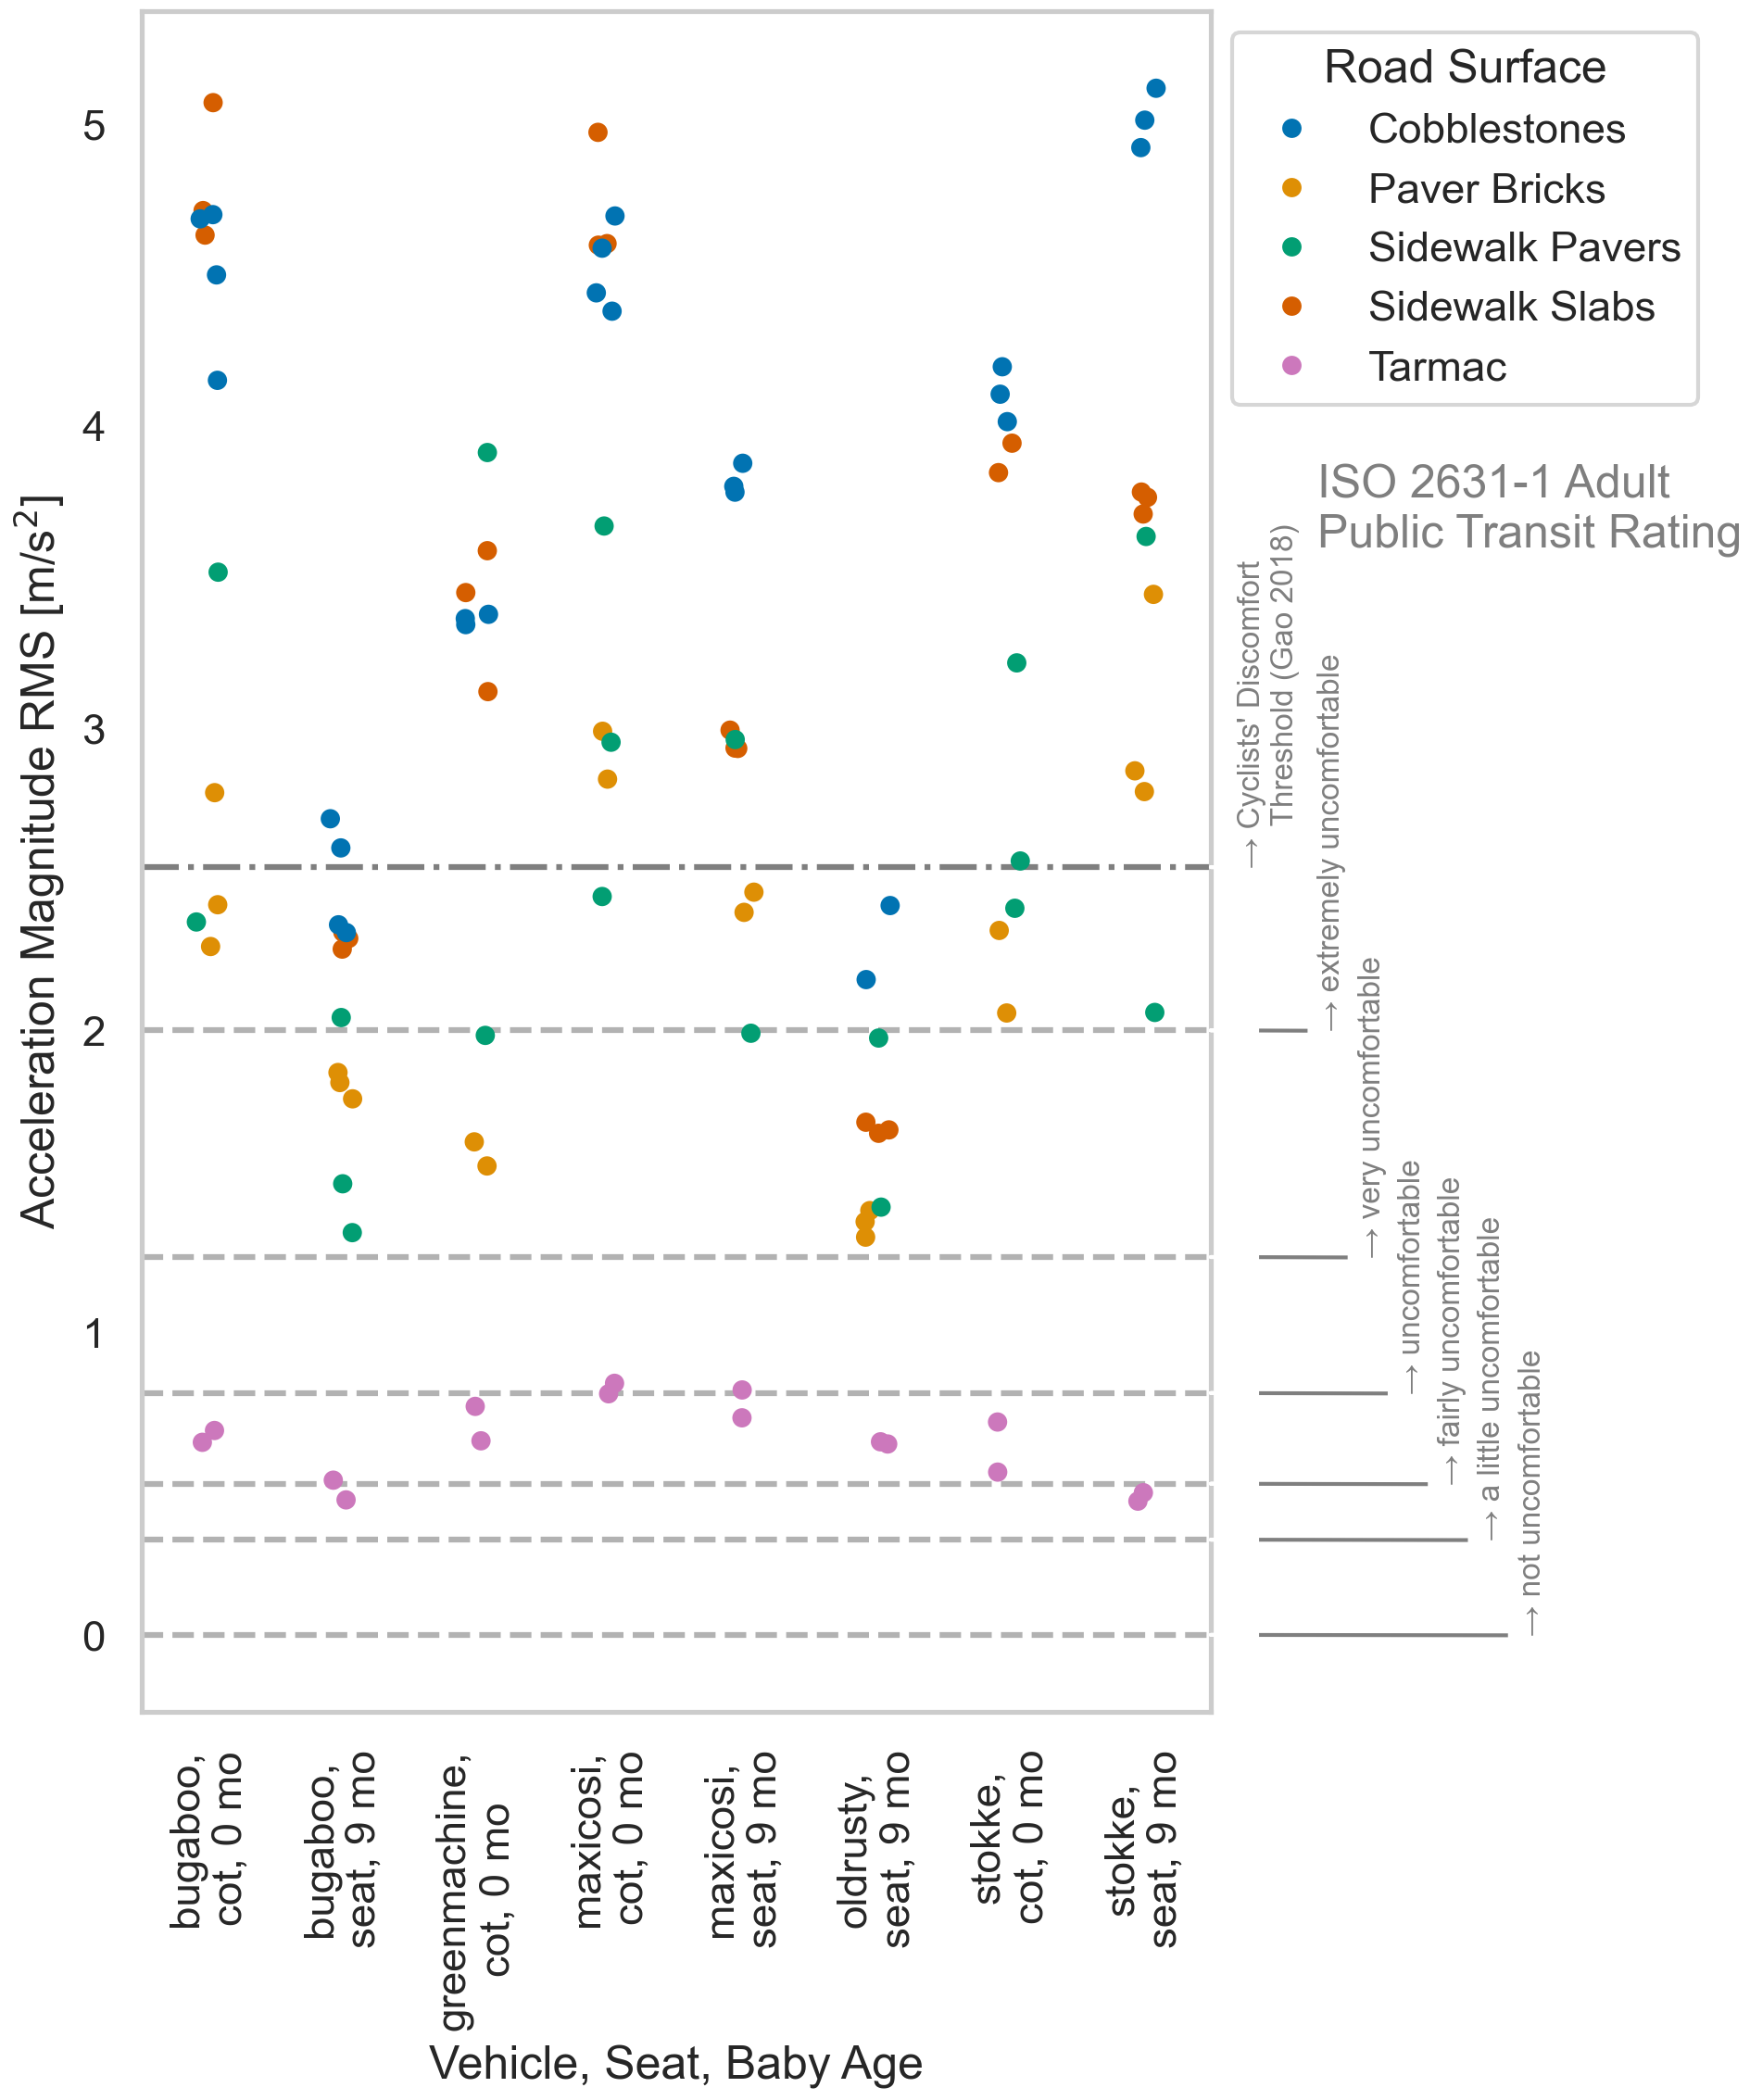 Acceleration Magnitude RMS [m/s²]
5
4
3
2
1
0
bugaboo,
cot, 0 mo
bugaboo,
seat, 9 mo
greenmachine,
cot, 0 mo
maxicosi,
cot, 0 mo
maxicosi,
seat, 9 mo
oldrusty,
seat, 9 mo
stokke,
cot, 0 mo
stokke,
seat, 9 mo
Vehicle, Seat, Baby Age
Road Surface
Cobblestones
Paver Bricks
Sidewalk Pavers
Sidewalk Slabs
Tarmac
ISO 2631-1 Adult
Public Transit Rating
→ Cyclists' Discomfort
Threshold (Gao 2018)
→ extremely uncomfortable
→ very uncomfortable
→ uncomfortable
→ fairly uncomfortable
→ a little uncomfortable
→ not uncomfortable